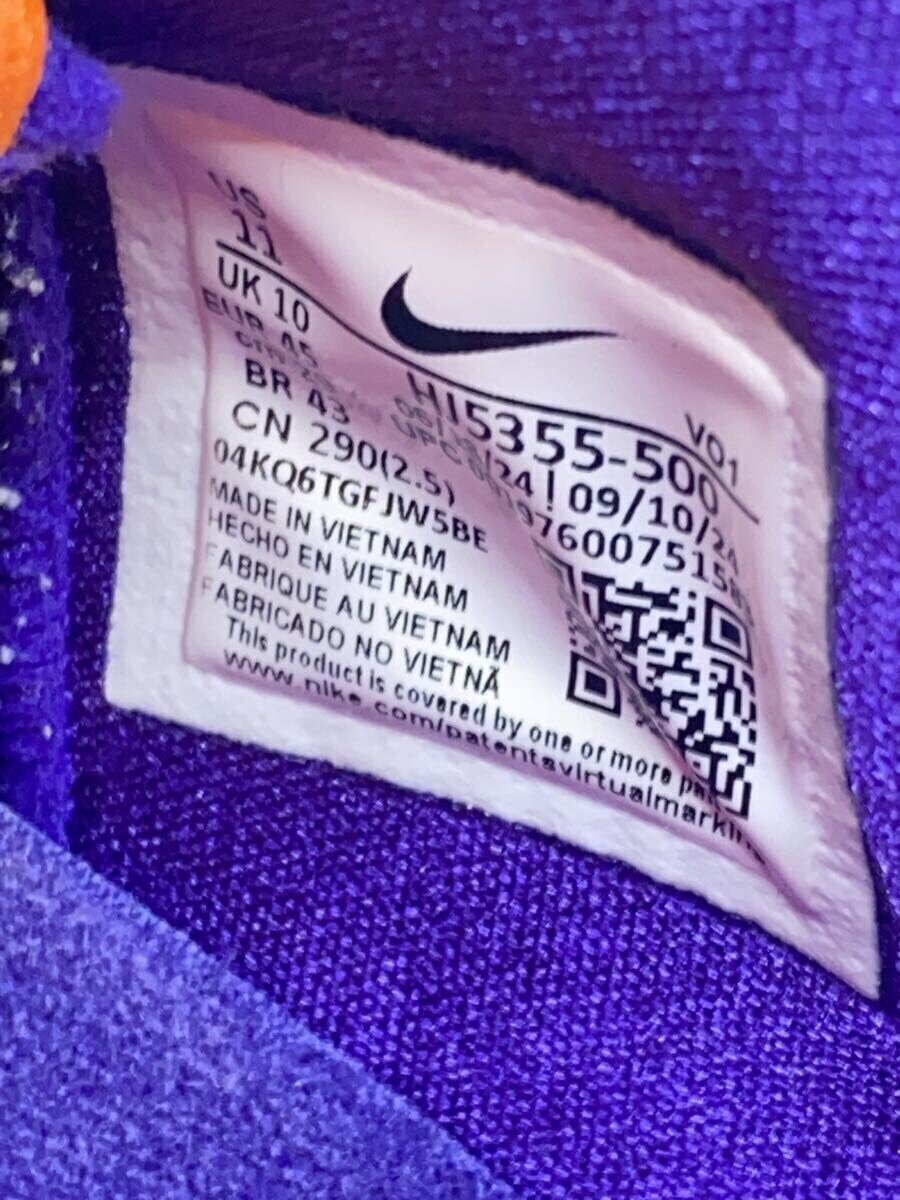 US
11
UK 10
EUR 45
BR 43
CN 290(2.5)
04KQ6TGFJW5BE
MADE IN VIETNAM
HECHO EN VIETNAM
FABRIQUE AU VIETNAM
FABRICADO NO VIETNÃ
This product is covered by one or more
www.nike.com/patentsvirtualmarking
HI5355-500 V01
09/10/24
UPC